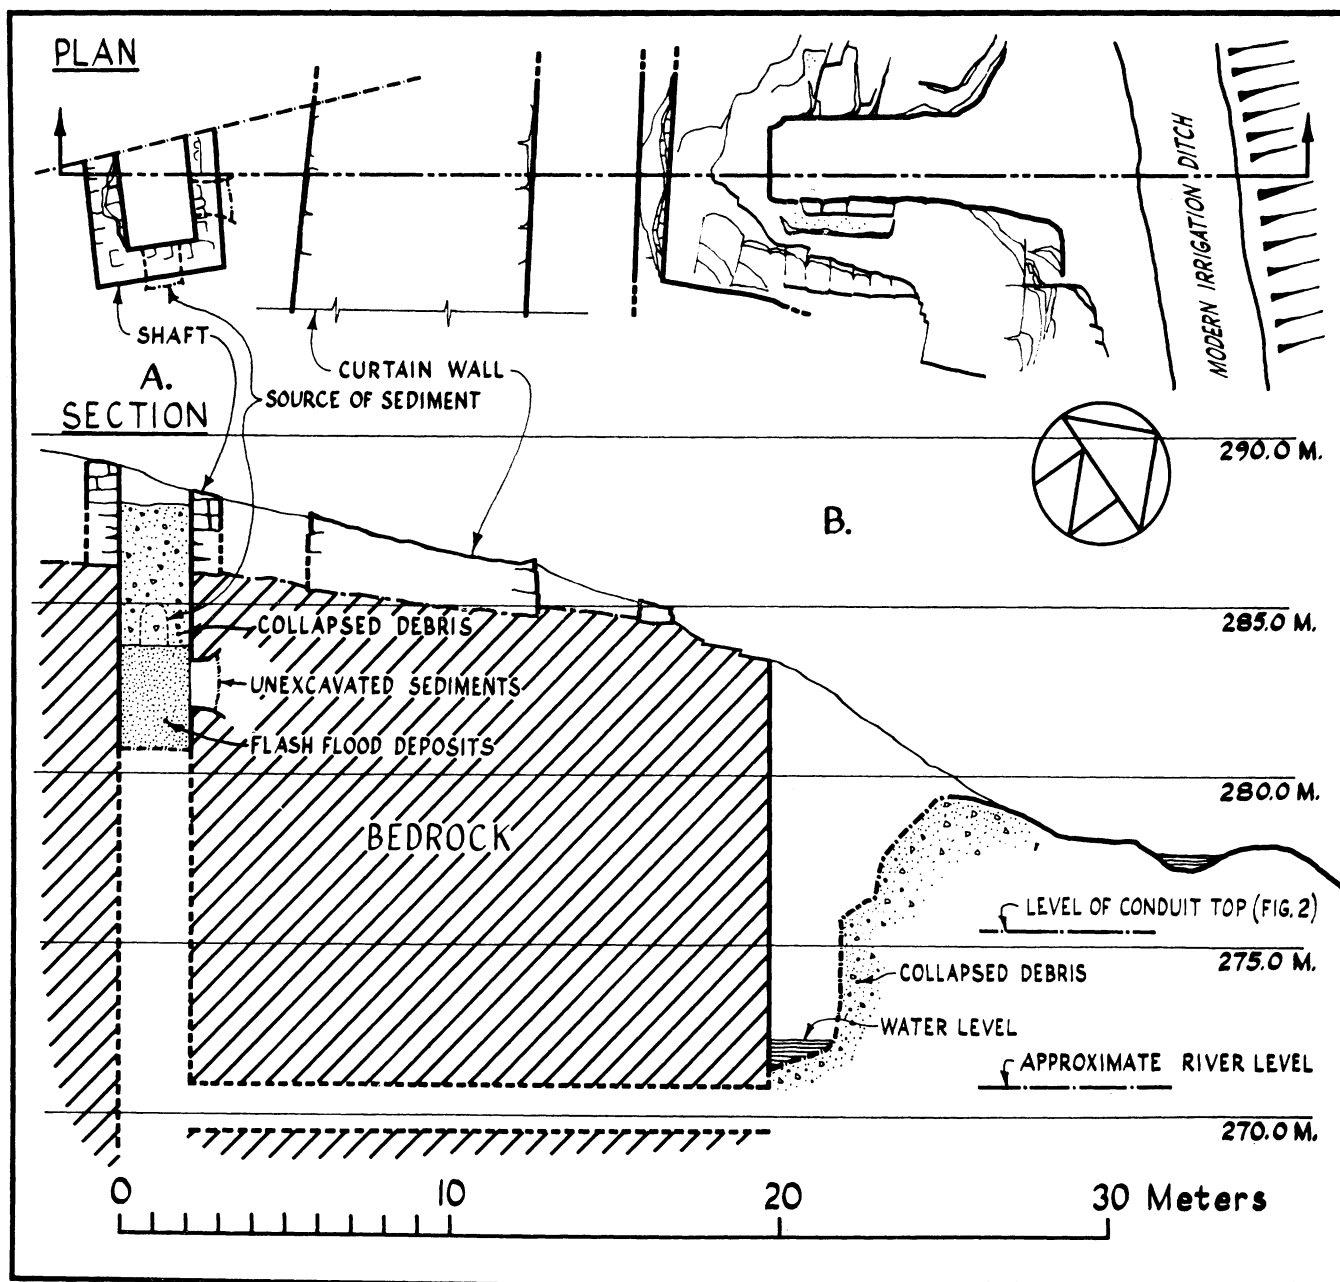 PLAN
MODERN IRRIGATION DITCH
SHAFT
A.
CURTAIN WALL
SOURCE OF SEDIMENT
SECTION
290.0 M.
B.
285.0 M.
COLLAPSED DEBRIS
UNEXCAVATED SEDIMENTS
FLASH FLOOD DEPOSITS
280.0 M.
BEDROCK
LEVEL OF CONDUIT TOP (FIG. 2)
275.0 M.
COLLAPSED DEBRIS
WATER LEVEL
APPROXIMATE RIVER LEVEL
270.0 M.
0 10 20 30 Meters